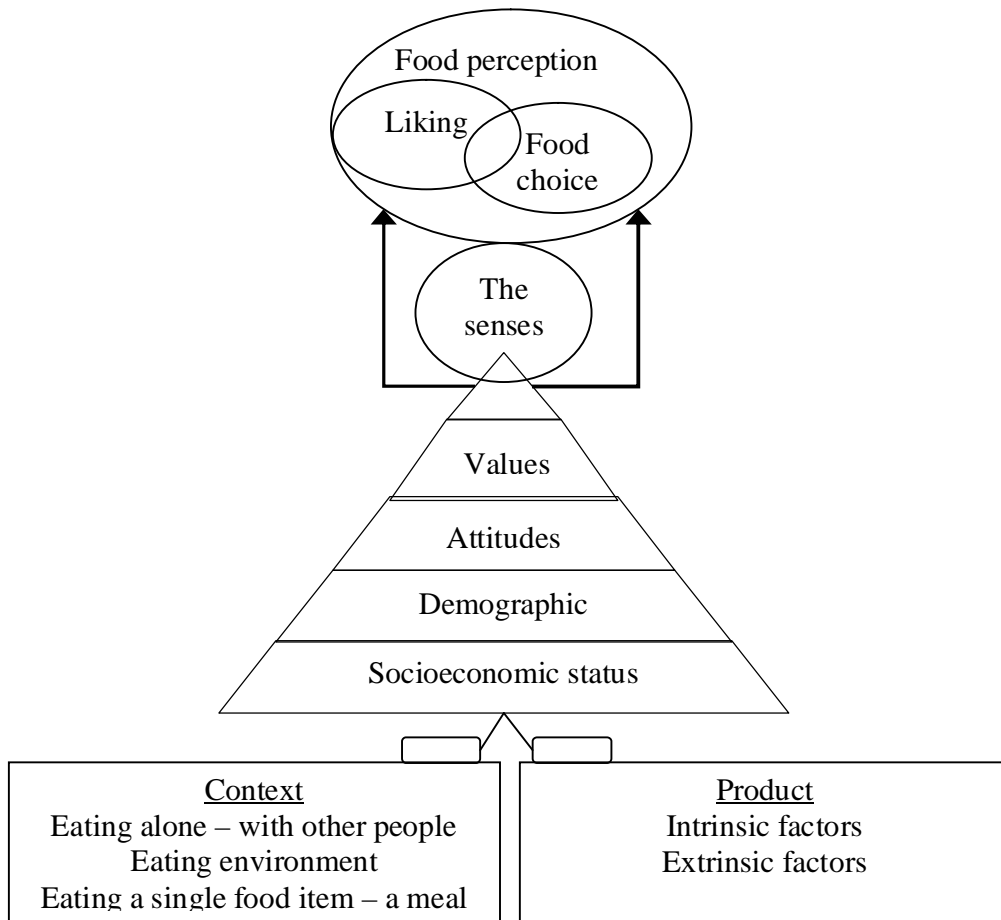 Food perception
Liking
Food
choice
The
senses
Values
Attitudes
Demographic
Socioeconomic status
Context
Eating alone – with other people
Eating environment
Eating a single food item – a meal
Product
Intrinsic factors
Extrinsic factors